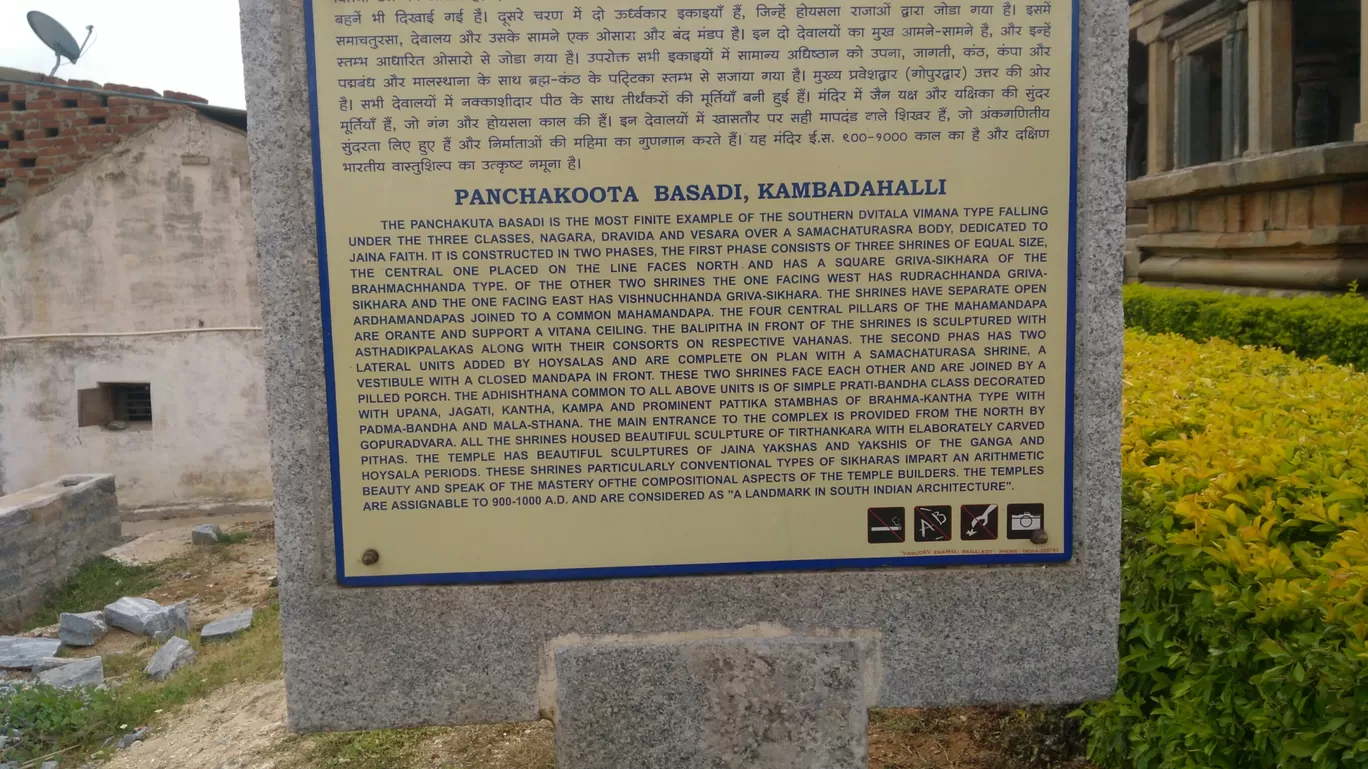 बहनें भी दिखाई गई है। दूसरे चरण में दो ऊर्ध्वकार इकाइयाँ हैं, जिन्हें होयसला राजाओं द्वारा जोडा गया है। इसमें
समाचतुरसा, देवालय और उसके सामने एक ओसारा और बंद मंडप है। इन दो देवालयों का मुख आमने-सामने है, और इन्हें
स्तम्भ आधारित ओसारो से जोडा गया है। उपरोक्त सभी इकाइयों में सामान्य अधिष्ठान को उपना, जागती, कंठ, कंपा और
पद्मबंध और मालस्थाना के साथ ब्रह्म-कंठ के पट्टिका स्तम्भ से सजाया गया है। मुख्य प्रवेशद्वार (गोपुरद्वार) उत्तर की ओर
है। सभी देवालयों में नक्काशीदार पीठ के साथ तीर्थंकरों की मूर्तियाँ बनी हुई हैं। मंदिर में जैन यक्ष और यक्षिका की सुंदर
मूर्तियाँ हैं, जो गंग और होयसला काल की हैं। इन देवालयों में खासतौर पर सही मापदंड टाले शिखर हैं, जो अंकगणितीय
सुंदरता लिए हुए हैं और निर्माताओं की महिमा का गुणगान करते हैं। यह मंदिर ई.स. ९००-१००० काल का है और दक्षिण
भारतीय वास्तुशिल्प का उत्कृष्ट नमूना है।
PANCHAKOOTA BASADI, KAMBADAHALLI
THE PANCHAKUTA BASADI IS THE MOST FINITE EXAMPLE OF THE SOUTHERN DVITALA VIMANA TYPE FALLING
UNDER THE THREE CLASSES, NAGARA, DRAVIDA AND VESARA OVER A SAMACHATURASRA BODY, DEDICATED TO
JAINA FAITH. IT IS CONSTRUCTED IN TWO PHASES, THE FIRST PHASE CONSISTS OF THREE SHRINES OF EQUAL SIZE,
THE CENTRAL ONE PLACED ON THE LINE FACES NORTH AND HAS A SQUARE GRIVA-SIKHARA OF THE
BRAHMACHHANDA TYPE. OF THE OTHER TWO SHRINES THE ONE FACING WEST HAS RUDRACHHANDA GRIVA-
SIKHARA AND THE ONE FACING EAST HAS VISHNUCHHANDA GRIVA-SIKHARA. THE SHRINES HAVE SEPARATE OPEN
ARDHAMANDAPAS JOINED TO A COMMON MAHAMANDAPA. THE FOUR CENTRAL PILLARS OF THE MAHAMANDAPA
ARE ORANTE AND SUPPORT A VITANA CEILING. THE BALIPITHA IN FRONT OF THE SHRINES IS SCULPTURED WITH
ASTHADIKPALAKAS ALONG WITH THEIR CONSORTS ON RESPECTIVE VAHANAS. THE SECOND PHAS HAS TWO
LATERAL UNITS ADDED BY HOYSALAS AND ARE COMPLETE ON PLAN WITH A SAMACHATURASA SHRINE, A
VESTIBULE WITH A CLOSED MANDAPA IN FRONT. THESE TWO SHRINES FACE EACH OTHER AND ARE JOINED BY A
PILLED PORCH. THE ADHISHTHANA COMMON TO ALL ABOVE UNITS IS OF SIMPLE PRATI-BANDHA CLASS DECORATED
WITH UPANA, JAGATI, KANTHA, KAMPA AND PROMINENT PATTIKA STAMBHAS OF BRAHMA-KANTHA TYPE WITH
PADMA-BANDHA AND MALA-STHANA. THE MAIN ENTRANCE TO THE COMPLEX IS PROVIDED FROM THE NORTH BY
GOPURADVARA. ALL THE SHRINES HOUSED BEAUTIFUL SCULPTURE OF TIRTHANKARA WITH ELABORATELY CARVED
PITHAS. THE TEMPLE HAS BEAUTIFUL SCULPTURES OF JAINA YAKSHAS AND YAKSHIS OF THE GANGA AND
HOYSALA PERIODS. THESE SHRINES PARTICULARLY CONVENTIONAL TYPES OF SIKHARAS IMPART AN ARITHMETIC
BEAUTY AND SPEAK OF THE MASTERY OFTHE COMPOSITIONAL ASPECTS OF THE TEMPLE BUILDERS. THE TEMPLES
ARE ASSIGNABLE TO 900-1000 A.D. AND ARE CONSIDERED AS "A LANDMARK IN SOUTH INDIAN ARCHITECTURE".